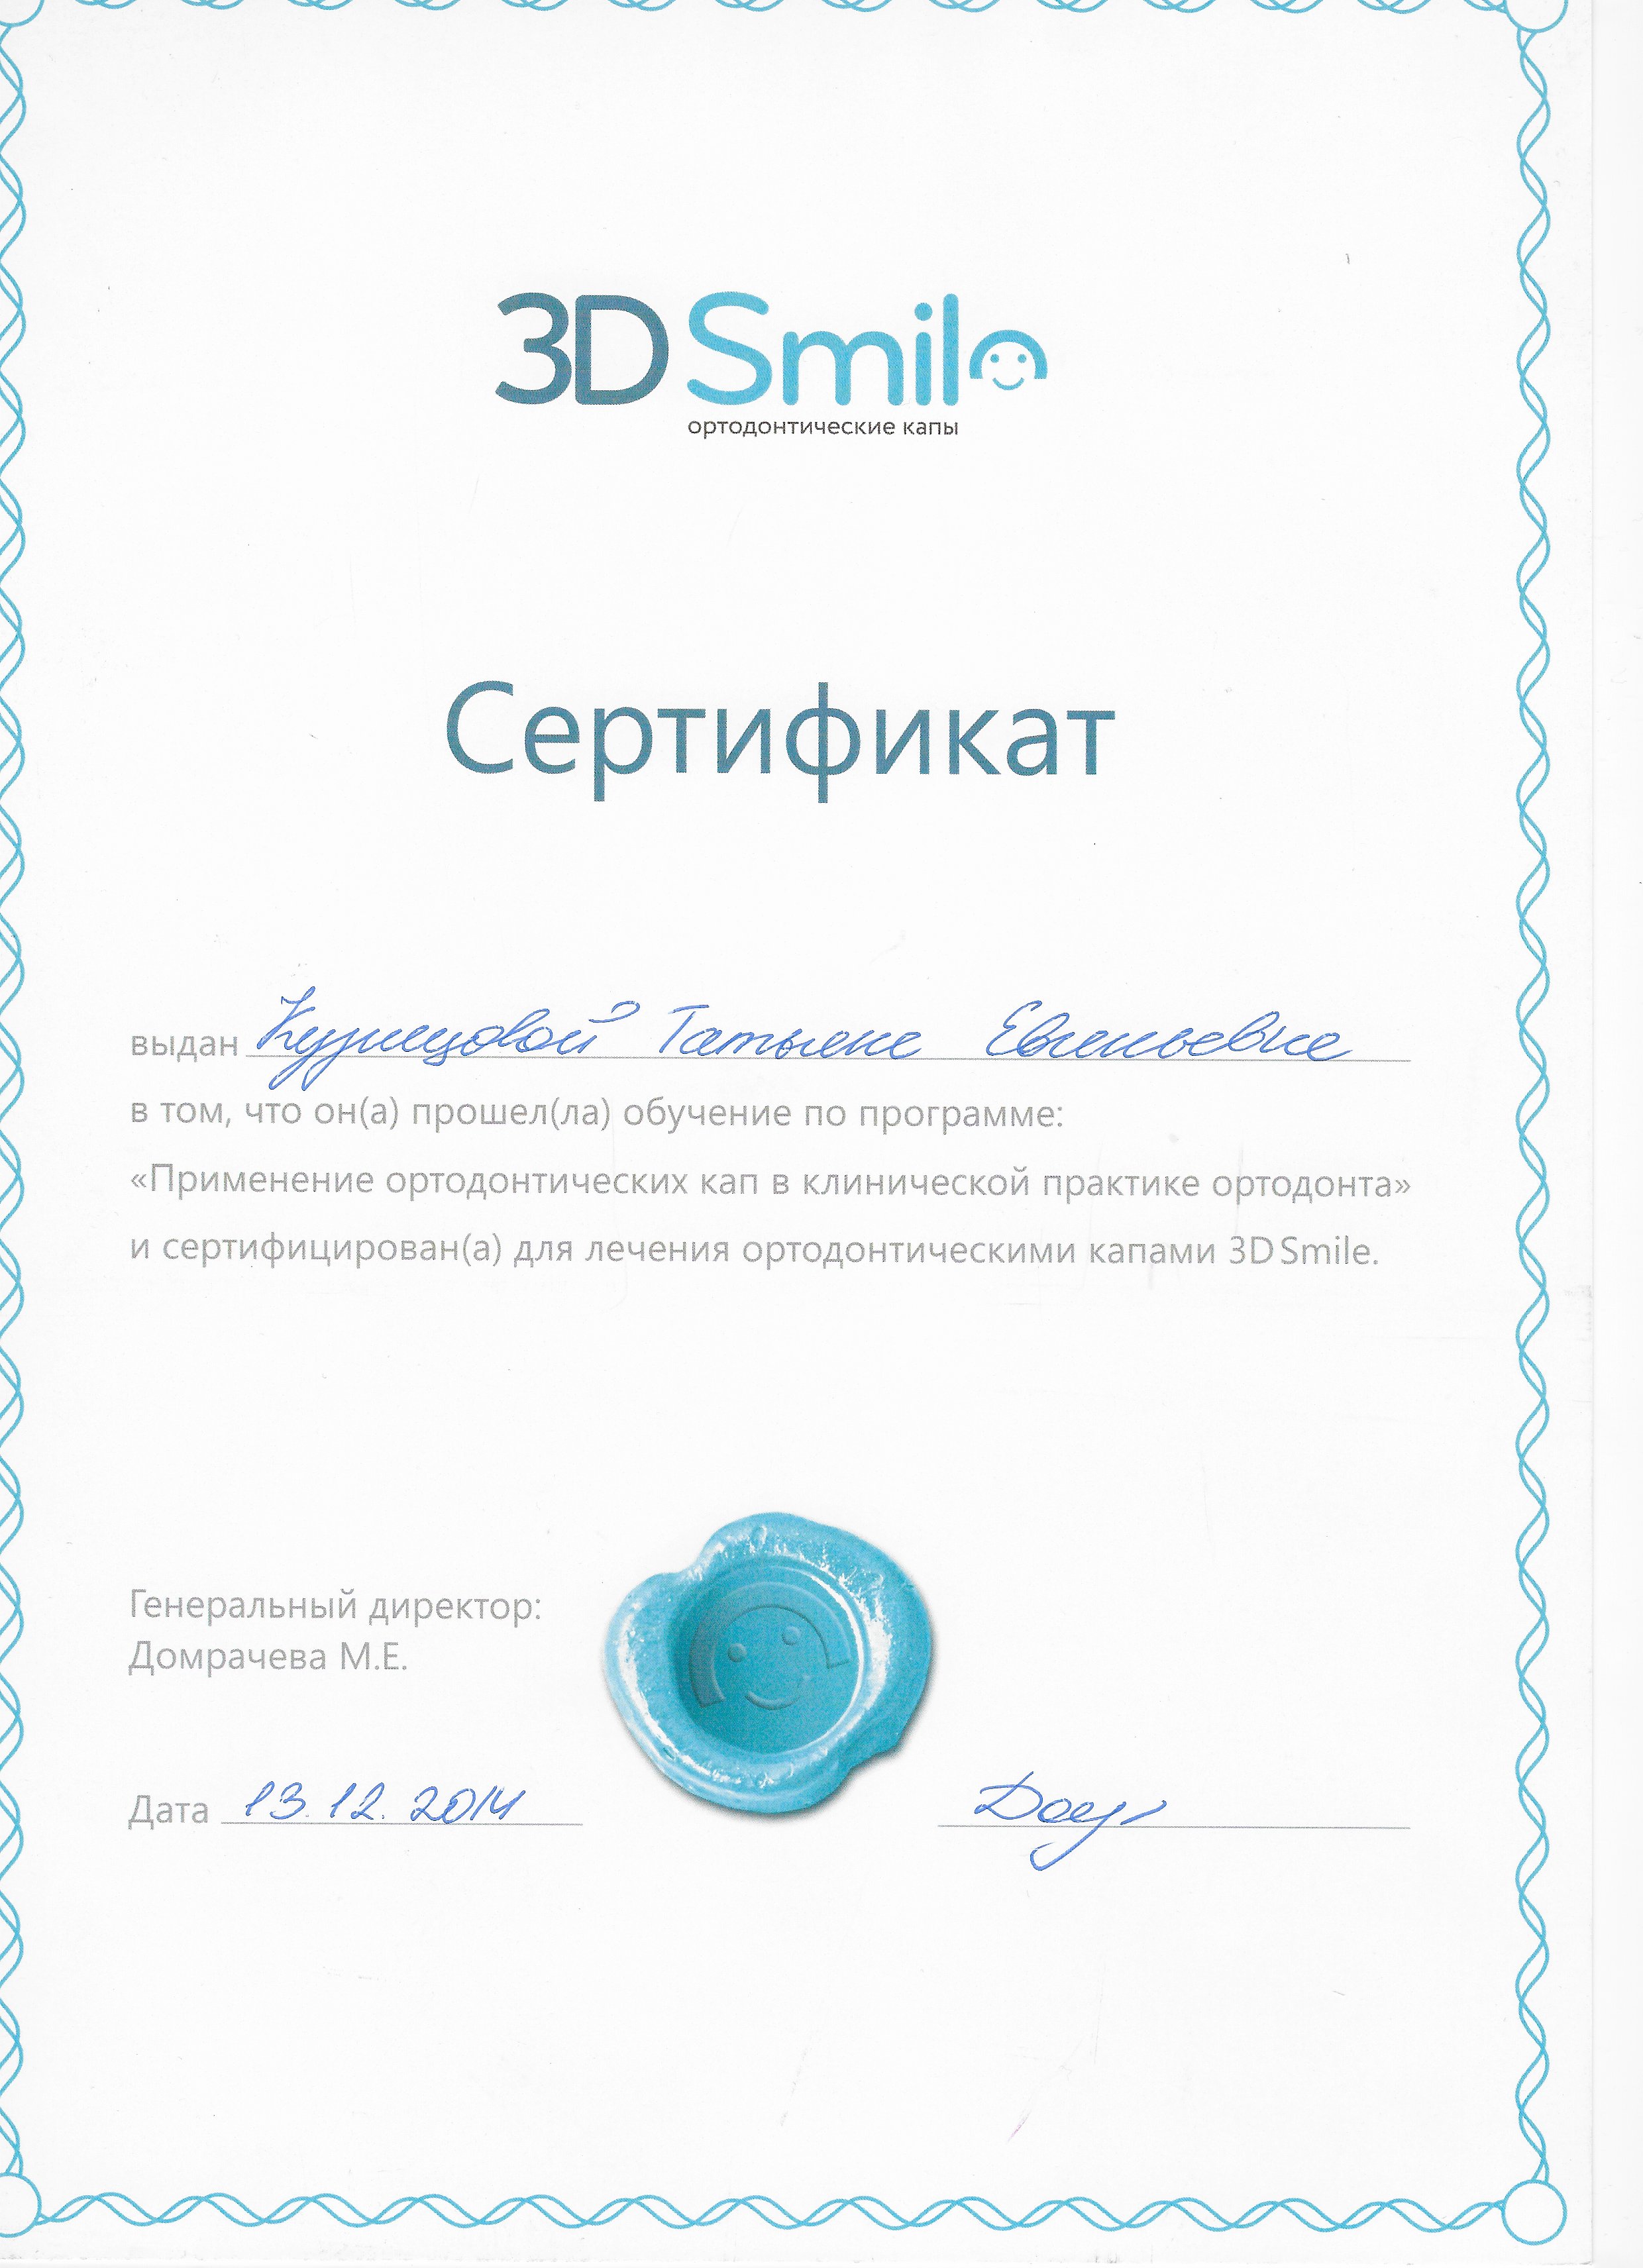 3D Smile
ортодонтические капы
Сертификат
выдан Кузнецовой Татьяне Евгеньевне
в том, что он(а) прошел(ла) обучение по программе:
«Применение ортодонтических кап в клинической практике ортодонта»
и сертифицирован(а) для лечения ортодонтическими капами 3D Smile.
Генеральный директор:
Домрачева М.Е.
Дата 13.12.2014